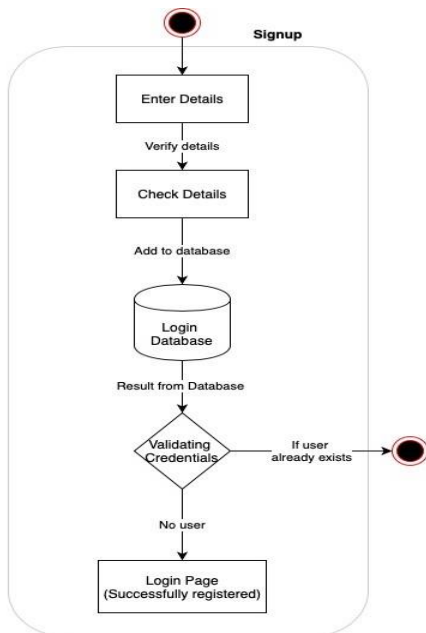 Signup
Enter Details
Verify details
Check Details
Add to database
Login
Database
Result from Database
Validating
Credentials
If user
already exists
No user
Login Page
(Successfully registered)